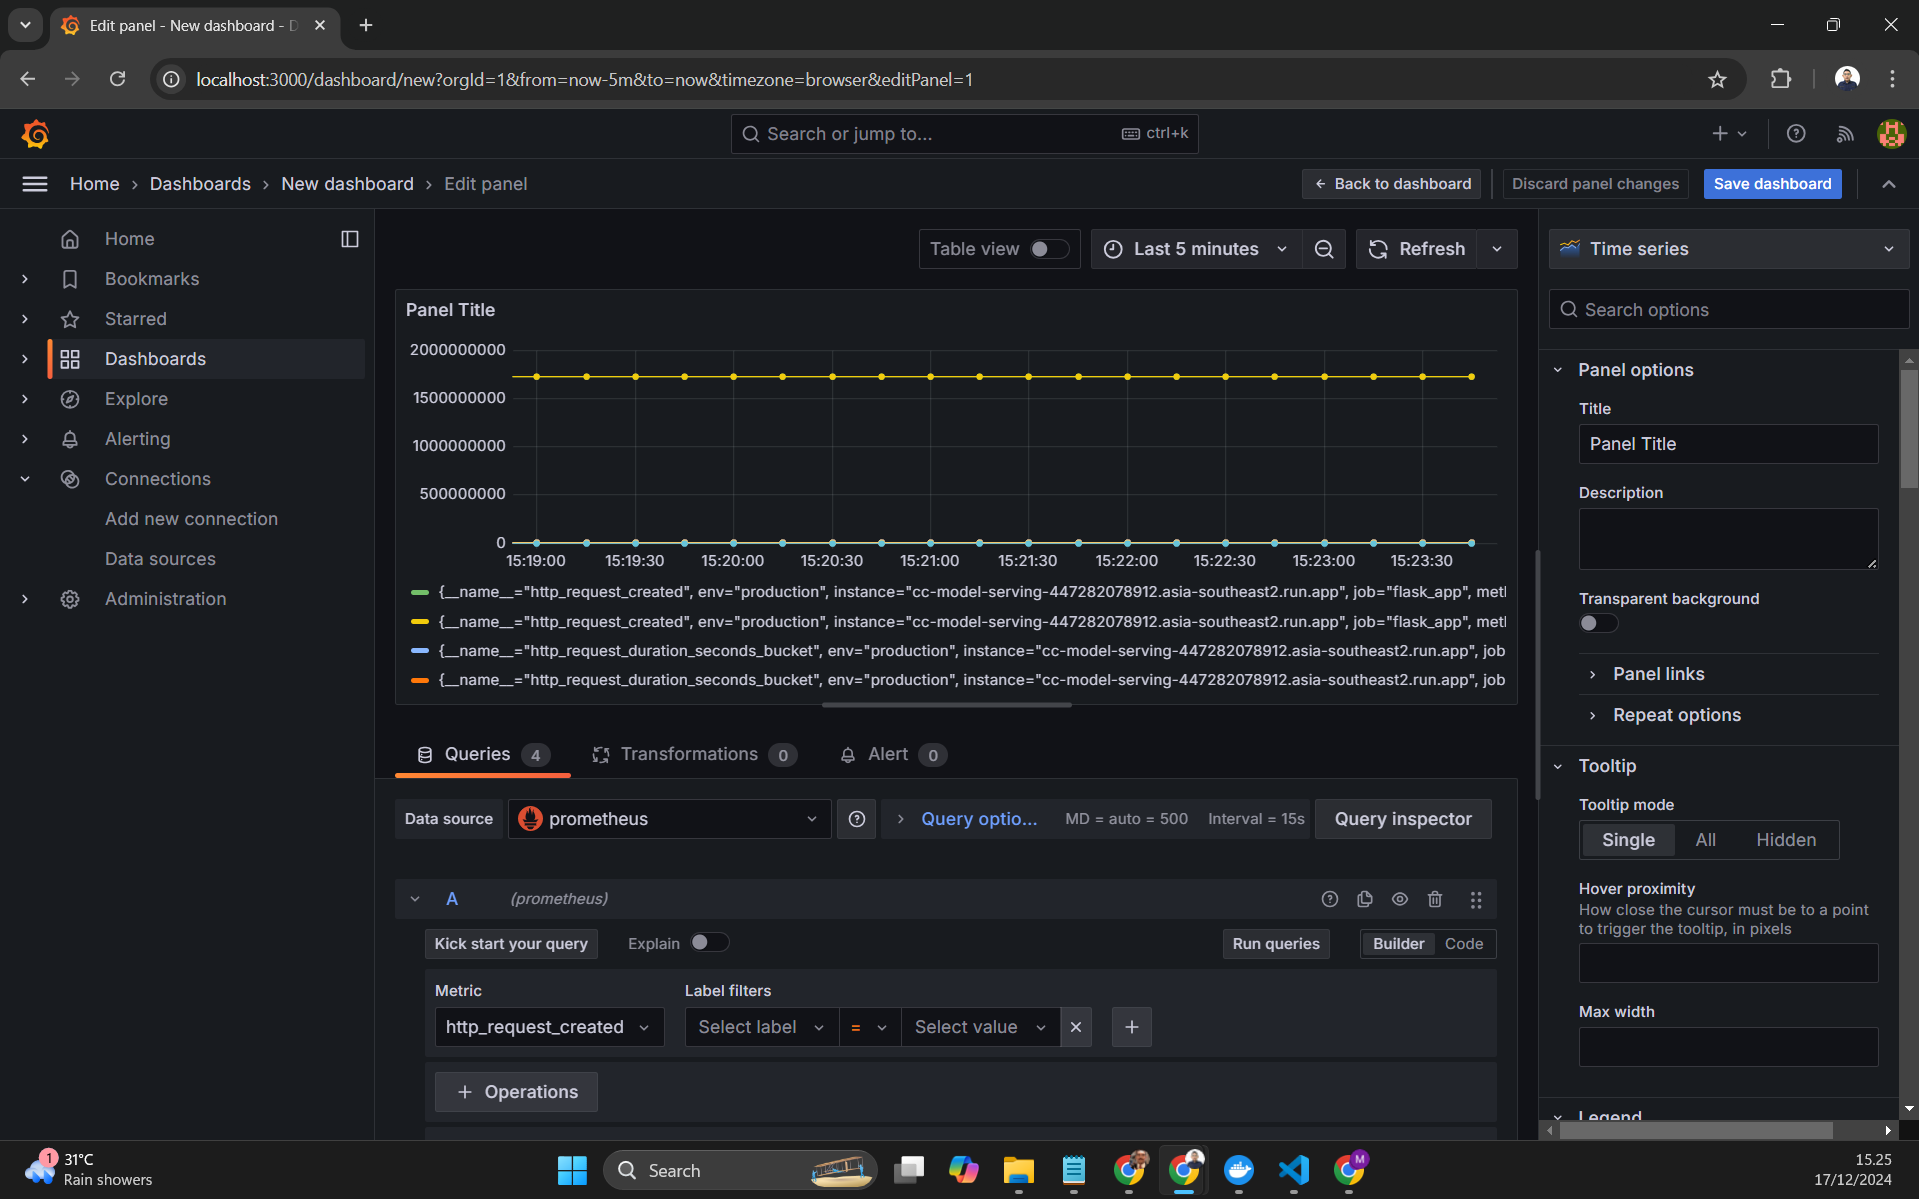 Edit panel - New dashboard - D
localhost:3000/dashboard/new?orgId=1&from=now-5m&to=now&timezone=browser&editPanel=1
Search or jump to...
ctrl+k
Home › Dashboards › New dashboard › Edit panel
Back to dashboard
Discard panel changes
Save dashboard
Home
Bookmarks
Starred
Dashboards
Explore
Alerting
Connections
Add new connection
Data sources
Administration
Table view
Last 5 minutes
Refresh
Panel Title
2000000000
1500000000
1000000000
500000000
0
15:19:00 15:19:30 15:20:00 15:20:30 15:21:00 15:21:30 15:22:00 15:22:30 15:23:00 15:23:30
{__name__="http_request_created", env="production", instance="cc-model-serving-447282078912.asia-southeast2.run.app", job="flask_app", met
{__name__="http_request_created", env="production", instance="cc-model-serving-447282078912.asia-southeast2.run.app", job="flask_app", met
{__name__="http_request_duration_seconds_bucket", env="production", instance="cc-model-serving-447282078912.asia-southeast2.run.app", job
{__name__="http_request_duration_seconds_bucket", env="production", instance="cc-model-serving-447282078912.asia-southeast2.run.app", job
Queries 4
Transformations 0
Alert 0
Data source
prometheus
Query optio...
MD = auto = 500
Interval = 15s
Query inspector
A
(prometheus)
Kick start your query
Explain
Run queries
Builder
Code
Metric
Label filters
http_request_created
Select label
=
Select value
+ Operations
Time series
Search options
Panel options
Title
Panel Title
Description
Transparent background
Panel links
Repeat options
Tooltip
Tooltip mode
Single
All
Hidden
Hover proximity
How close the cursor must be to a point
to trigger the tooltip, in pixels
Max width
Legend
1
31°C
Rain showers
Search
M
15.25
17/12/2024